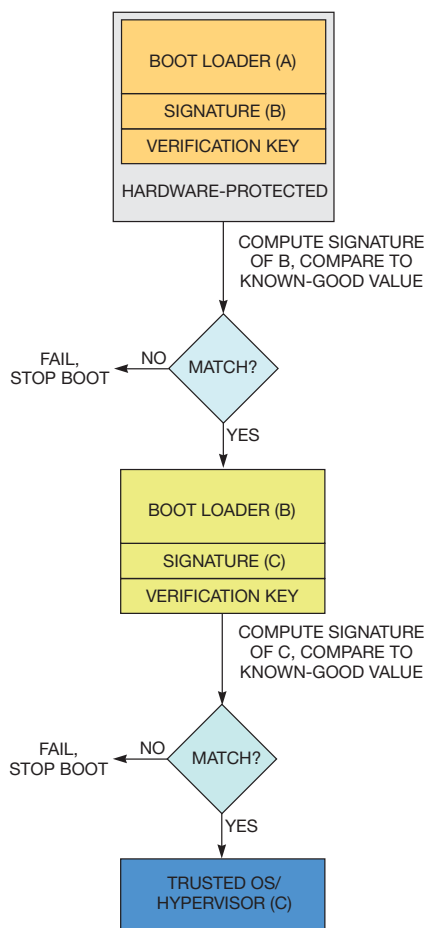 BOOT LOADER (A)
SIGNATURE (B)
VERIFICATION KEY
HARDWARE-PROTECTED
COMPUTE SIGNATURE
OF B, COMPARE TO
KNOWN-GOOD VALUE
FAIL,
STOP BOOT
NO
MATCH?
YES
BOOT LOADER (B)
SIGNATURE (C)
VERIFICATION KEY
COMPUTE SIGNATURE
OF C, COMPARE TO
KNOWN-GOOD VALUE
FAIL,
STOP BOOT
NO
MATCH?
YES
TRUSTED OS/
HYPERVISOR (C)